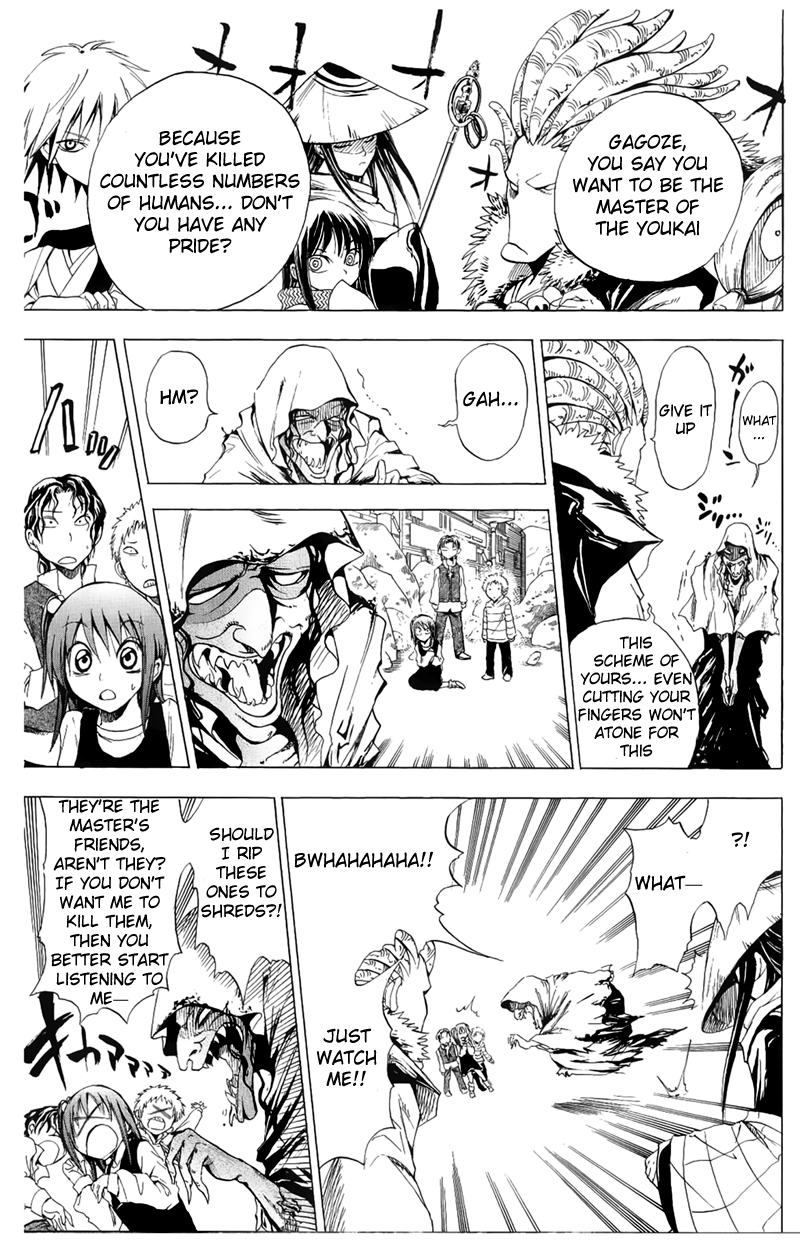 GAGOZE,
YOU SAY YOU
WANT TO BE THE
MASTER OF
THE YOUKAI
BECAUSE
YOU'VE KILLED
COUNTLESS NUMBERS
OF HUMANS... DON'T
YOU HAVE ANY
PRIDE?
WHAT
...
GIVE IT
UP
THIS
SCHEME OF
YOURS... EVEN
CUTTING YOUR
FINGERS WON'T
ATONE FOR
THIS
GAH...
HM?
?!
WHAT—
BWHAHAHAHA!!
JUST
WATCH
ME!!
SHOULD
I RIP
THESE
ONES TO
SHREDS?!
THEY'RE THE
MASTER'S
FRIENDS,
AREN'T THEY?
IF YOU DON'T
WANT ME TO
KILL THEM,
THEN YOU
BETTER START
LISTENING TO
ME—